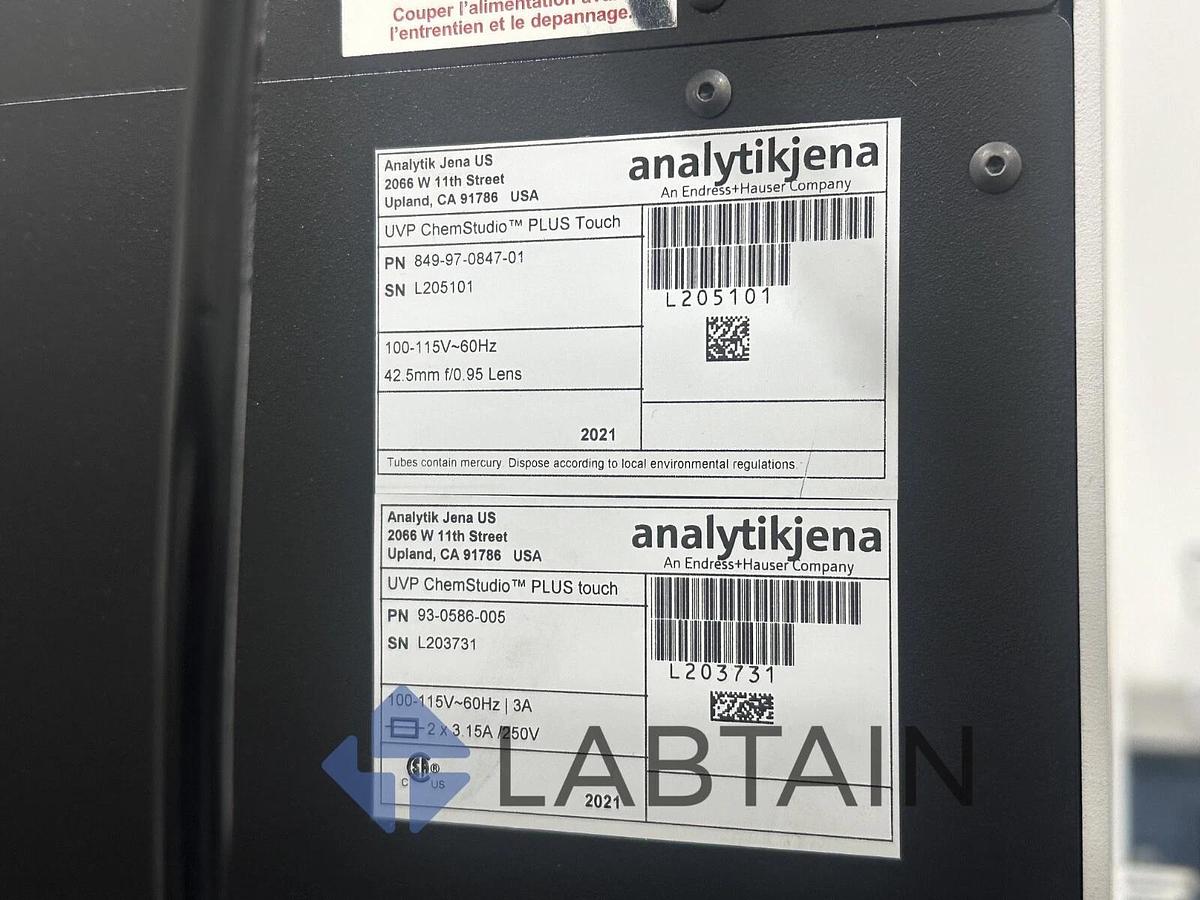 Couper l'alimentation
l'entretien et le depannage.
Analytik Jena US
2066 W 11th Street
Upland, CA 91786 USA
analytikjena
An Endress+Hauser Company
UVP ChemStudio™ PLUS Touch
PN 849-97-0847-01
SN L205101
L205101
100-115V~60Hz
42.5mm f/0.95 Lens
2021
Tubes contain mercury. Dispose according to local environmental regulations.
Analytik Jena US
2066 W 11th Street
Upland, CA 91786 USA
analytikjena
An Endress+Hauser Company
UVP ChemStudio™ PLUS touch
PN 93-0586-005
SN L203731
L203731
100-115V~60Hz | 3A
2 x 3.15A /250V
C SA® US
2021
LABTAIN